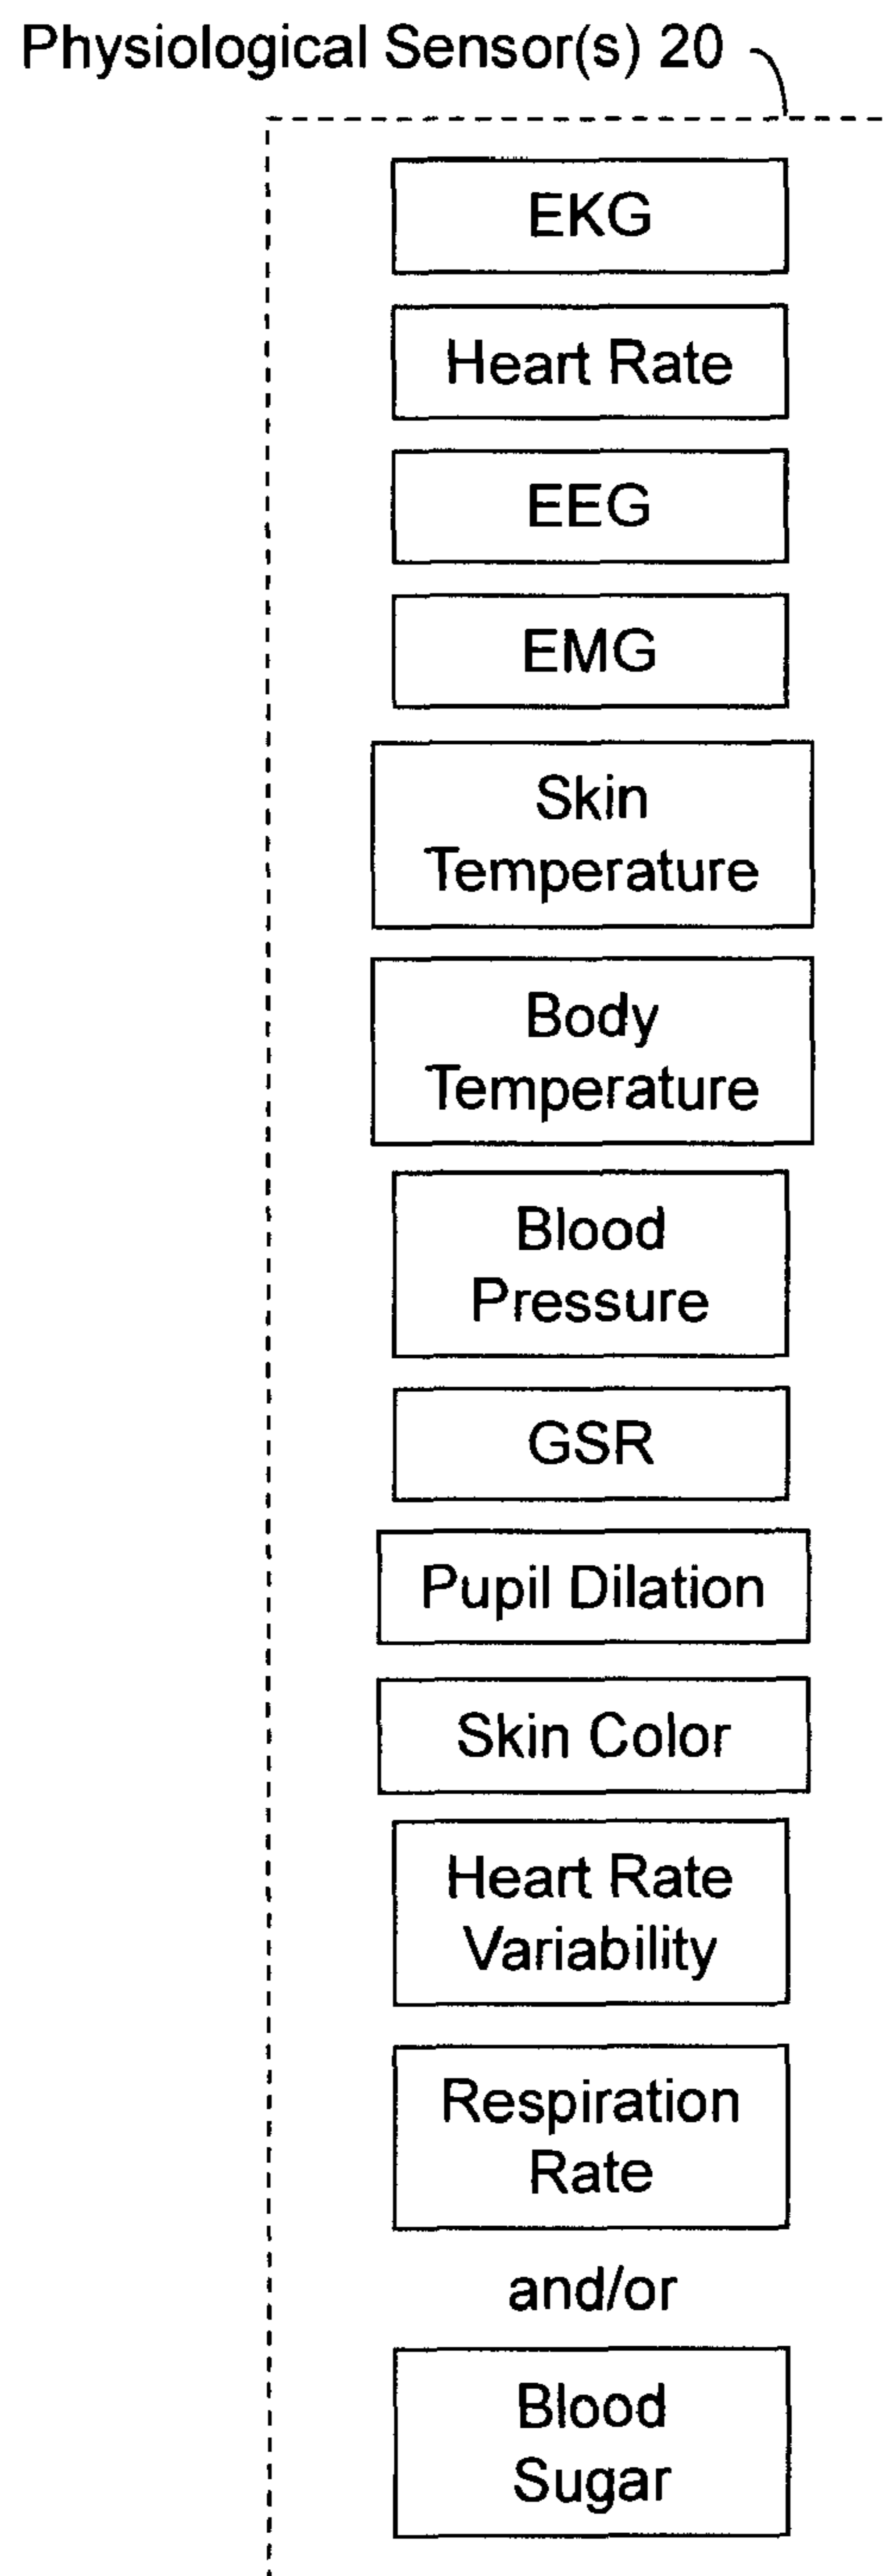 Physiological Sensor(s) 20
EKG
Heart Rate
EEG
EMG
Skin
Temperature
Body
Temperature
Blood
Pressure
GSR
Pupil Dilation
Skin Color
Heart Rate
Variability
Respiration
Rate
and/or
Blood
Sugar